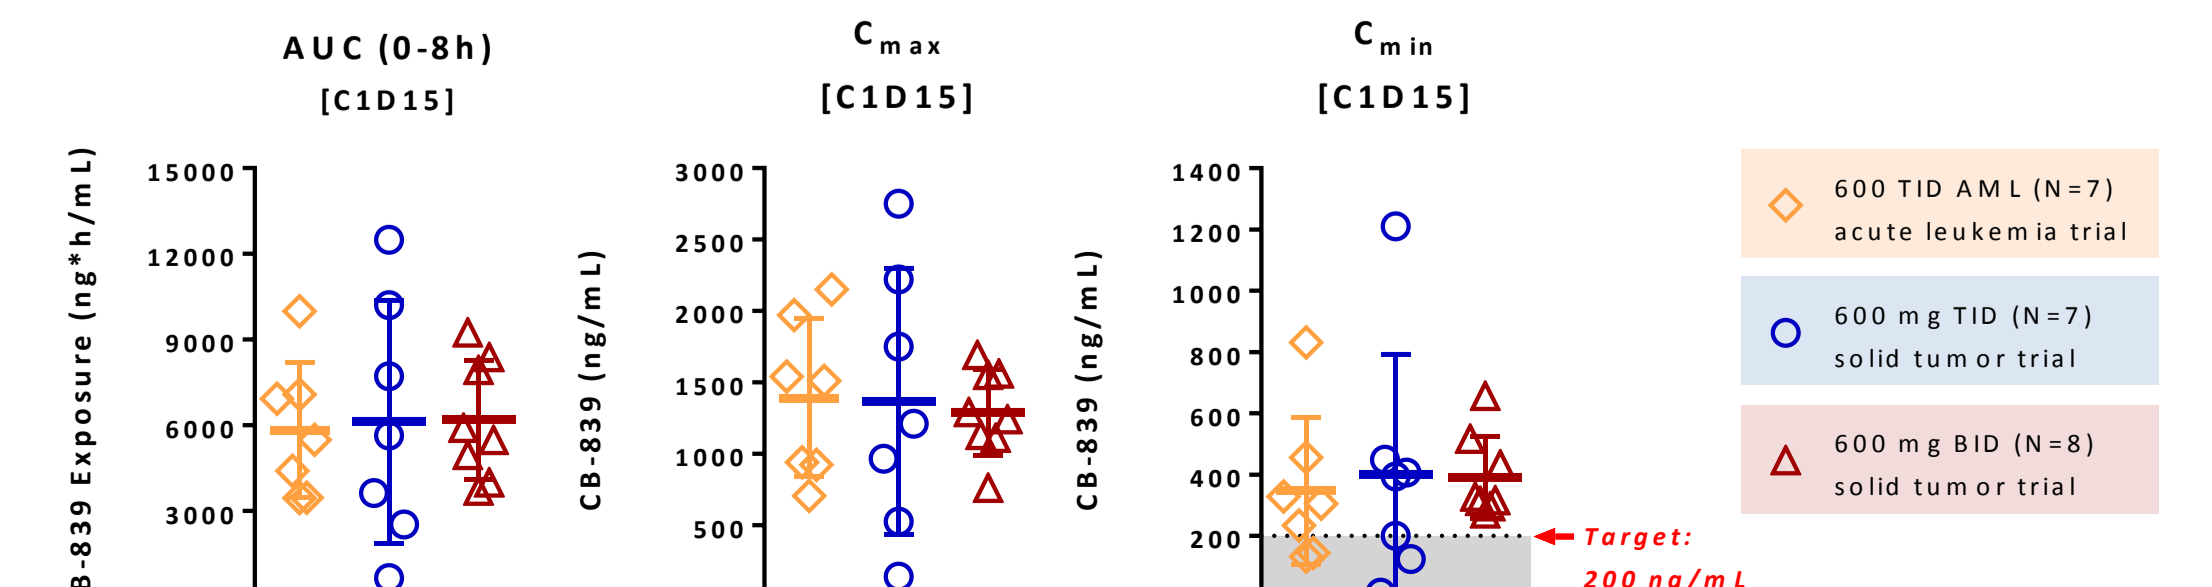 AUC (0-8h)
[C1D15]
Cmax
[C1D15]
Cmin
[C1D15]
B-839 Exposure (ng*h/mL)
15000
12000
9000
6000
3000
CB-839 (ng/mL)
3000
2500
2000
1500
1000
500
CB-839 (ng/mL)
1400
1200
1000
800
600
400
200
Target:
200 ng/mL
600 TID AML (N=7)
acute leukemia trial
600 mg TID (N=7)
solid tumor trial
600 mg BID (N=8)
solid tumor trial